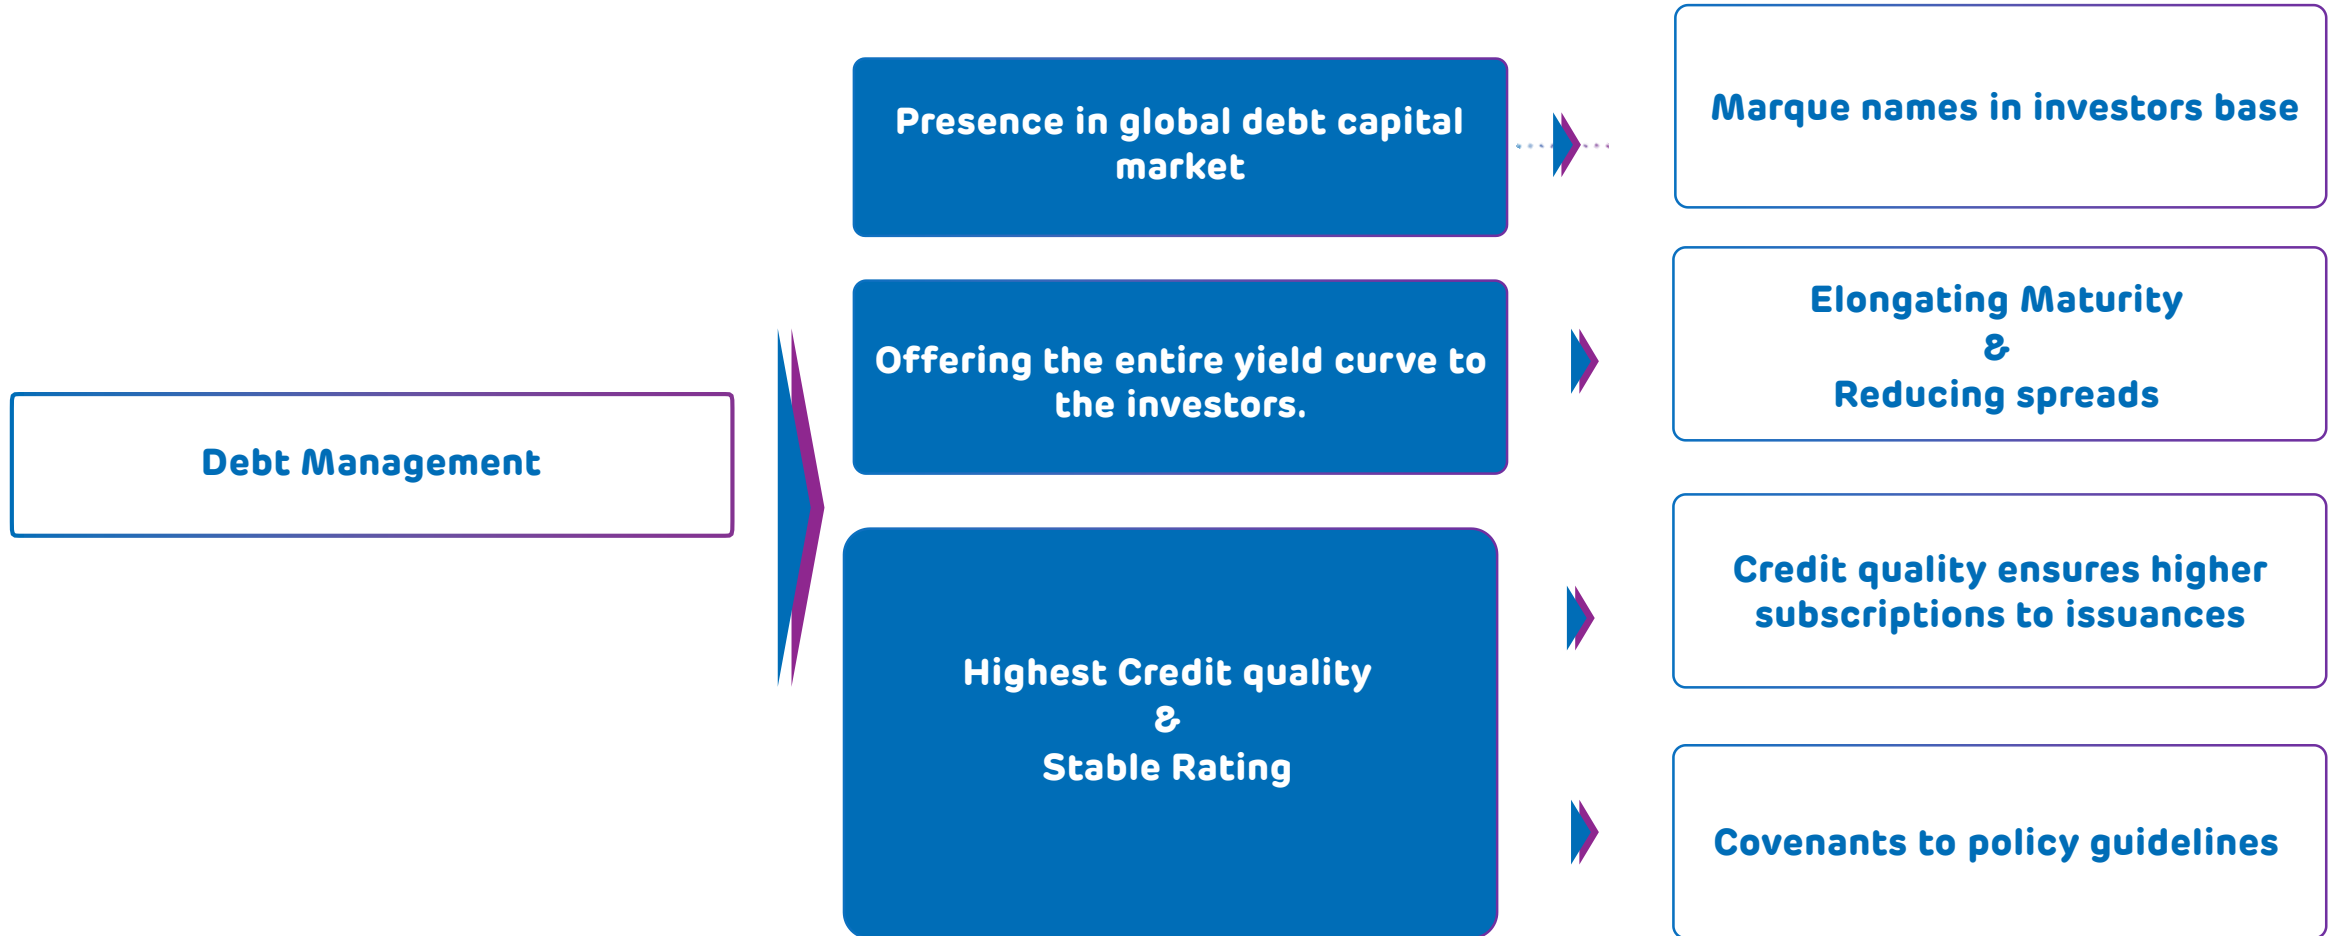 Debt Management
Presence in global debt capital
market
Marque names in investors base
Offering the entire yield curve to
the investors.
Elongating Maturity
&
Reducing spreads
Highest Credit quality
&
Stable Rating
Credit quality ensures higher
subscriptions to issuances
Covenants to policy guidelines